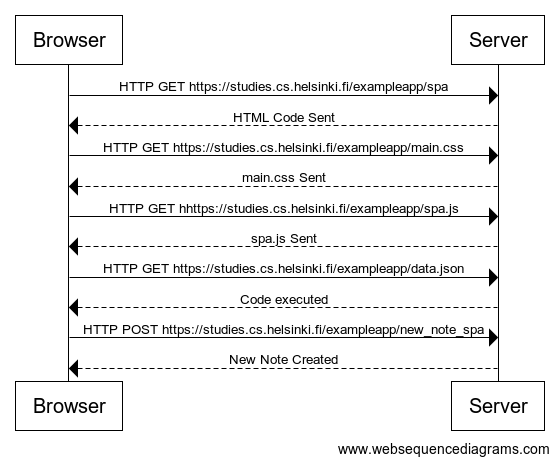 Browser
Server
HTTP GET https://studies.cs.helsinki.fi/exampleapp/spa
HTML Code Sent
HTTP GET https://studies.cs.helsinki.fi/exampleapp/main.css
main.css Sent
HTTP GET hhttps://studies.cs.helsinki.fi/exampleapp/spa.js
spa.js Sent
HTTP GET https://studies.cs.helsinki.fi/exampleapp/data.json
Code executed
HTTP POST https://studies.cs.helsinki.fi/exampleapp/new_note_spa
New Note Created
Browser
Server
www.websequencediagrams.com